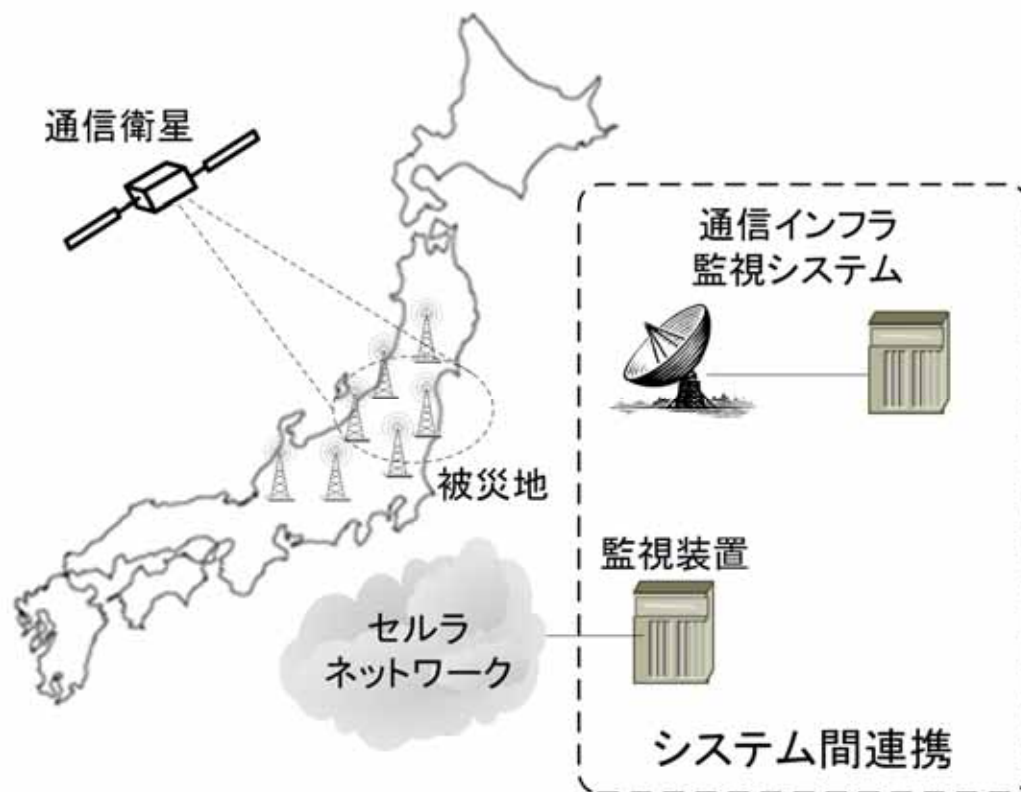 通信衛星
通信インフラ
監視システム
被災地
監視装置
セルラ
ネットワーク
システム間連携